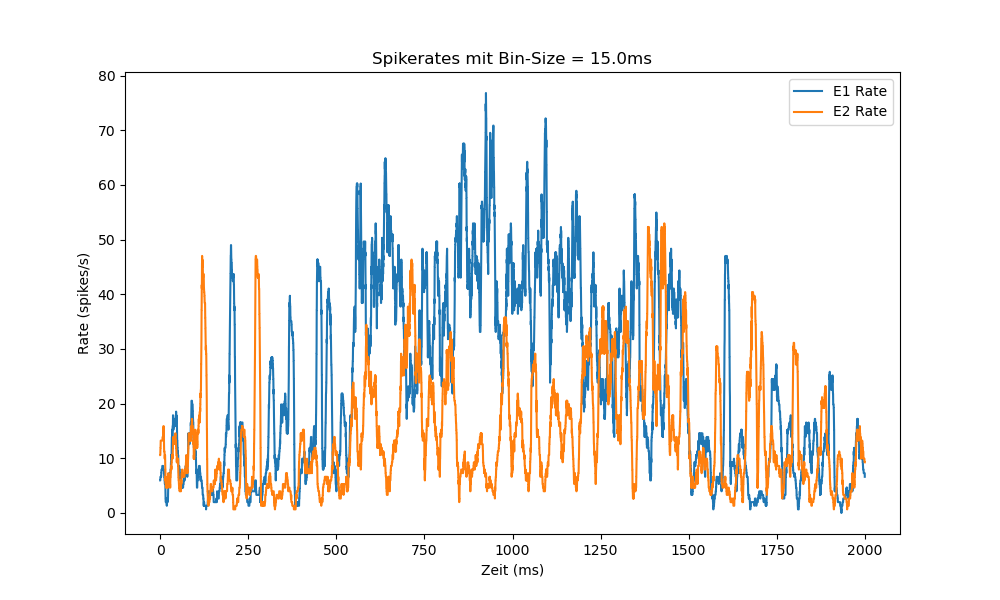 Spikerates mit Bin-Size = 15.0ms
E1 Rate
E2 Rate
80
70
60
50
40
30
20
10
0
Rate (spikes/s)
0 250 500 750 1000 1250 1500 1750 2000
Zeit (ms)